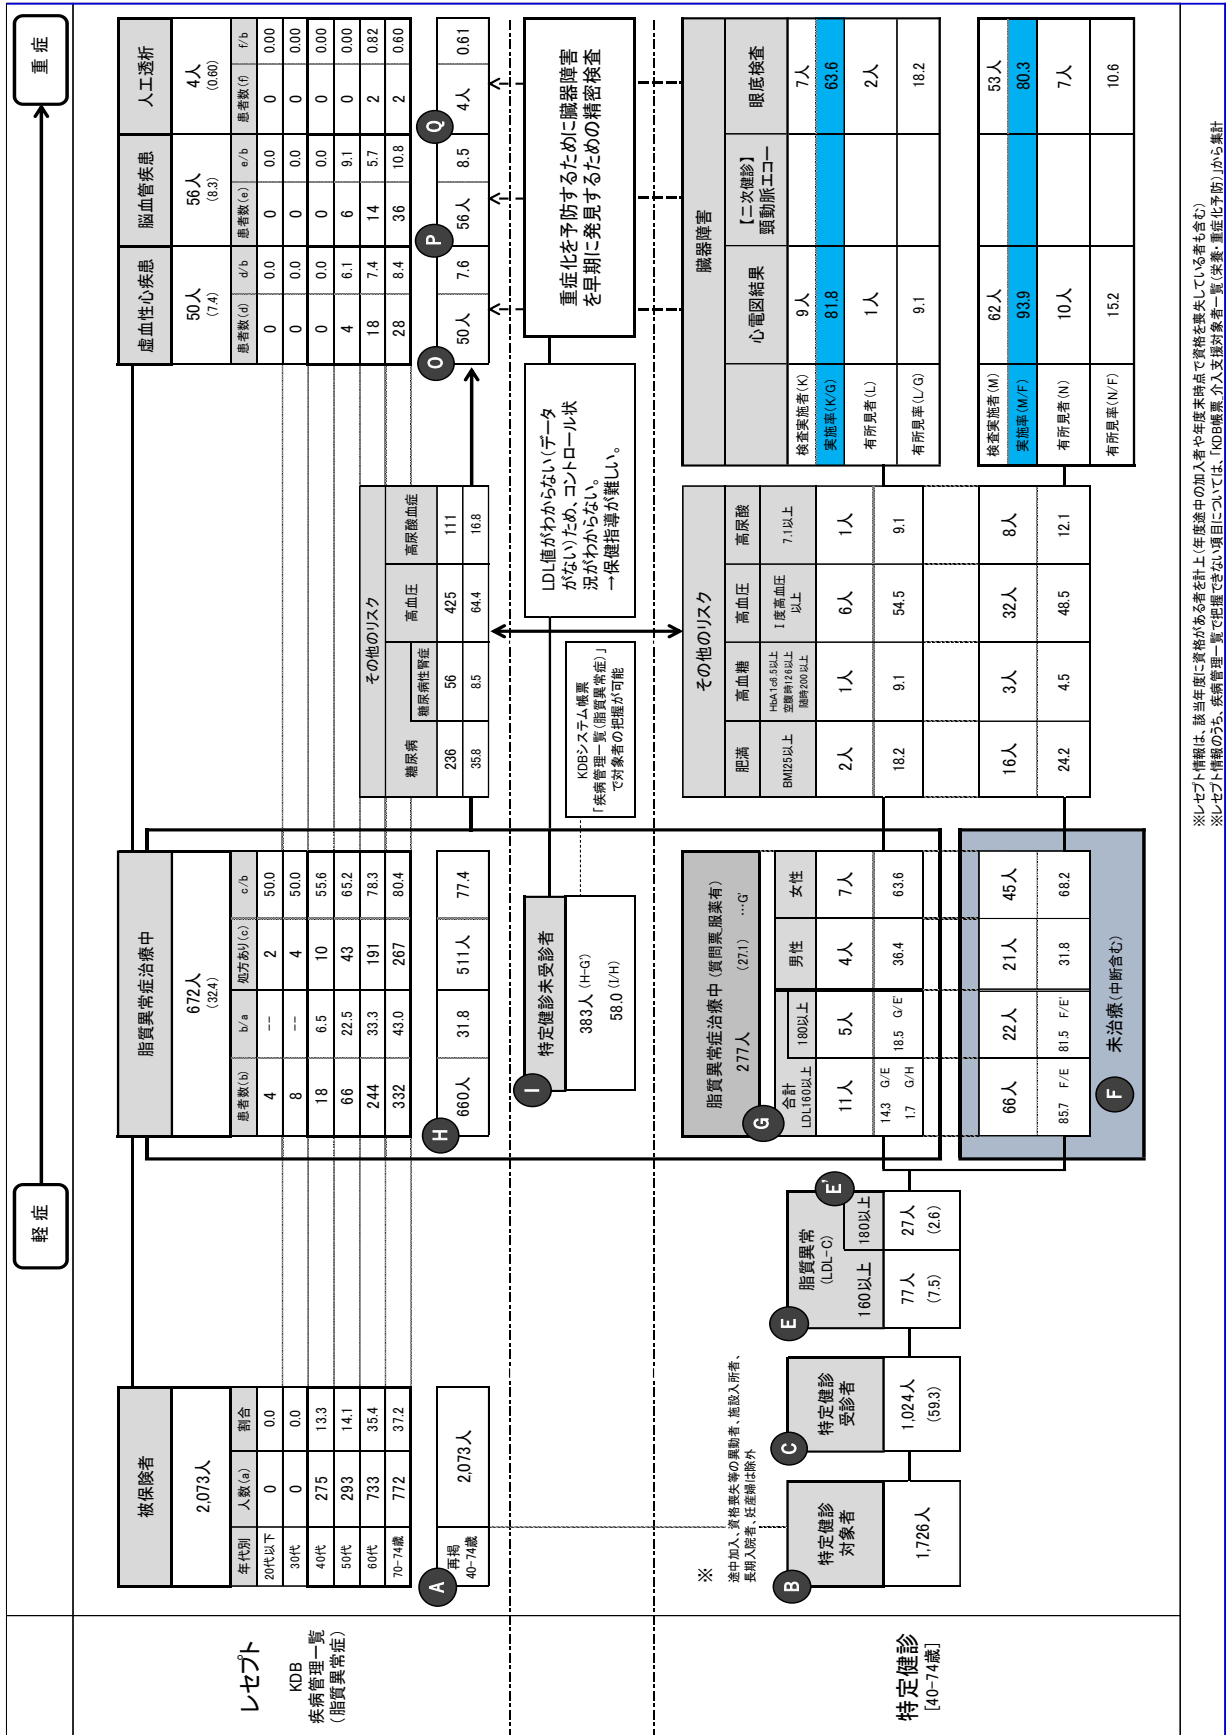 軽症
重症
レセプト
KDB
疾病管理一覧
(脂質異常症)
被保険者
2,073人
年代別 人数(a) 割合
20代以下 0 0.0
30代 0 0.0
40代 275 13.3
50代 293 14.1
60代 733 35.4
70-74歳 772 37.2
A
再掲
40-74歳
2,073人
脂質異常症治療中
672人
(32.4)
患者数(b) b/a 処方あり(c) c/b
4 -- 2 50.0
8 -- 4 50.0
18 6.5 10 55.6
66 22.5 43 65.2
244 33.3 191 78.3
332 43.0 267 80.4
H
660人 31.8 511人 77.4
虚血性心疾患 脳血管疾患 人工透析
50人 56人 4人
(7.4) (8.3) (0.60)
患者数(d) d/b 患者数(e) e/b 患者数(f) f/b
0 0.0 0 0.0 0 0.00
0 0.0 0 0.0 0 0.00
0 0.0 0 0.0 0 0.00
4 6.1 6 9.1 0 0.00
18 7.4 14 5.7 2 0.82
28 8.4 36 10.8 2 0.60
O P Q
50人 7.6 56人 8.5 4人 0.61
その他のリスク
糖尿病 糖尿病性腎症 高血圧 高尿酸血症
236 56 425 111
35.8 8.5 64.4 16.8
I
特定健診未受診者
383人 (H-G')
58.0 (I/H)
KDBシステム帳票
「疾病管理一覧(脂質異常症)」
で対象者の把握が可能
LDL値がわからない(データ
がない)ため、コントロール状
況がわからない。
→保健指導が難しい。
重症化を予防するために臓器障害
を早期に発見するための精密検査
特定健診
[40-74歳]
※
途中加入、資格喪失等の異動者、施設入所者、
長期入院者、妊産婦は除外
B
特定健診
対象者
1,726人
C
特定健診
受診者
1,024人
(59.3)
E
脂質異常
(LDL-C)
E'
160以上 180以上
77人 27人
(7.5) (2.6)
脂質異常症治療中(質問票_服薬有)
277人 (27.1) …G'
G
合計
LDL160以上
180以上 男性 女性
11人 5人 4人 7人
14.3 G/E
1.7 G/H
18.5 G/E' 36.4 63.6
66人 22人 21人 45人
85.7 F/E 81.5 F/E' 31.8 68.2
F
未治療(中断含む)
その他のリスク
肥満 高血糖 高血圧 高尿酸
BMI25以上
HbA1c6.5以上
空腹時126以上
随時200以上
Ⅰ度高血圧
以上
7.1以上
2人 1人 6人 1人
18.2 9.1 54.5 9.1
16人 3人 32人 8人
24.2 4.5 48.5 12.1
臓器障害
心電図結果
【二次健診】
頸動脈エコー
眼底検査
検査実施者(K) 9人 7人
実施率(K/G) 81.8 63.6
有所見者(L) 1人 2人
有所見率(L/G) 9.1 18.2
検査実施者(M) 62人 53人
実施率(M/F) 93.9 80.3
有所見者(N) 10人 7人
有所見率(N/F) 15.2 10.6
※レセプト情報は、該当年度に資格がある者を計上(年度途中の加入者や年度末時点で資格を喪失している者も含む)
※レセプト情報のうち、疾病管理一覧で把握できない項目については、「KDB帳票_介入支援対象者一覧(栄養・重症化予防)」から集計